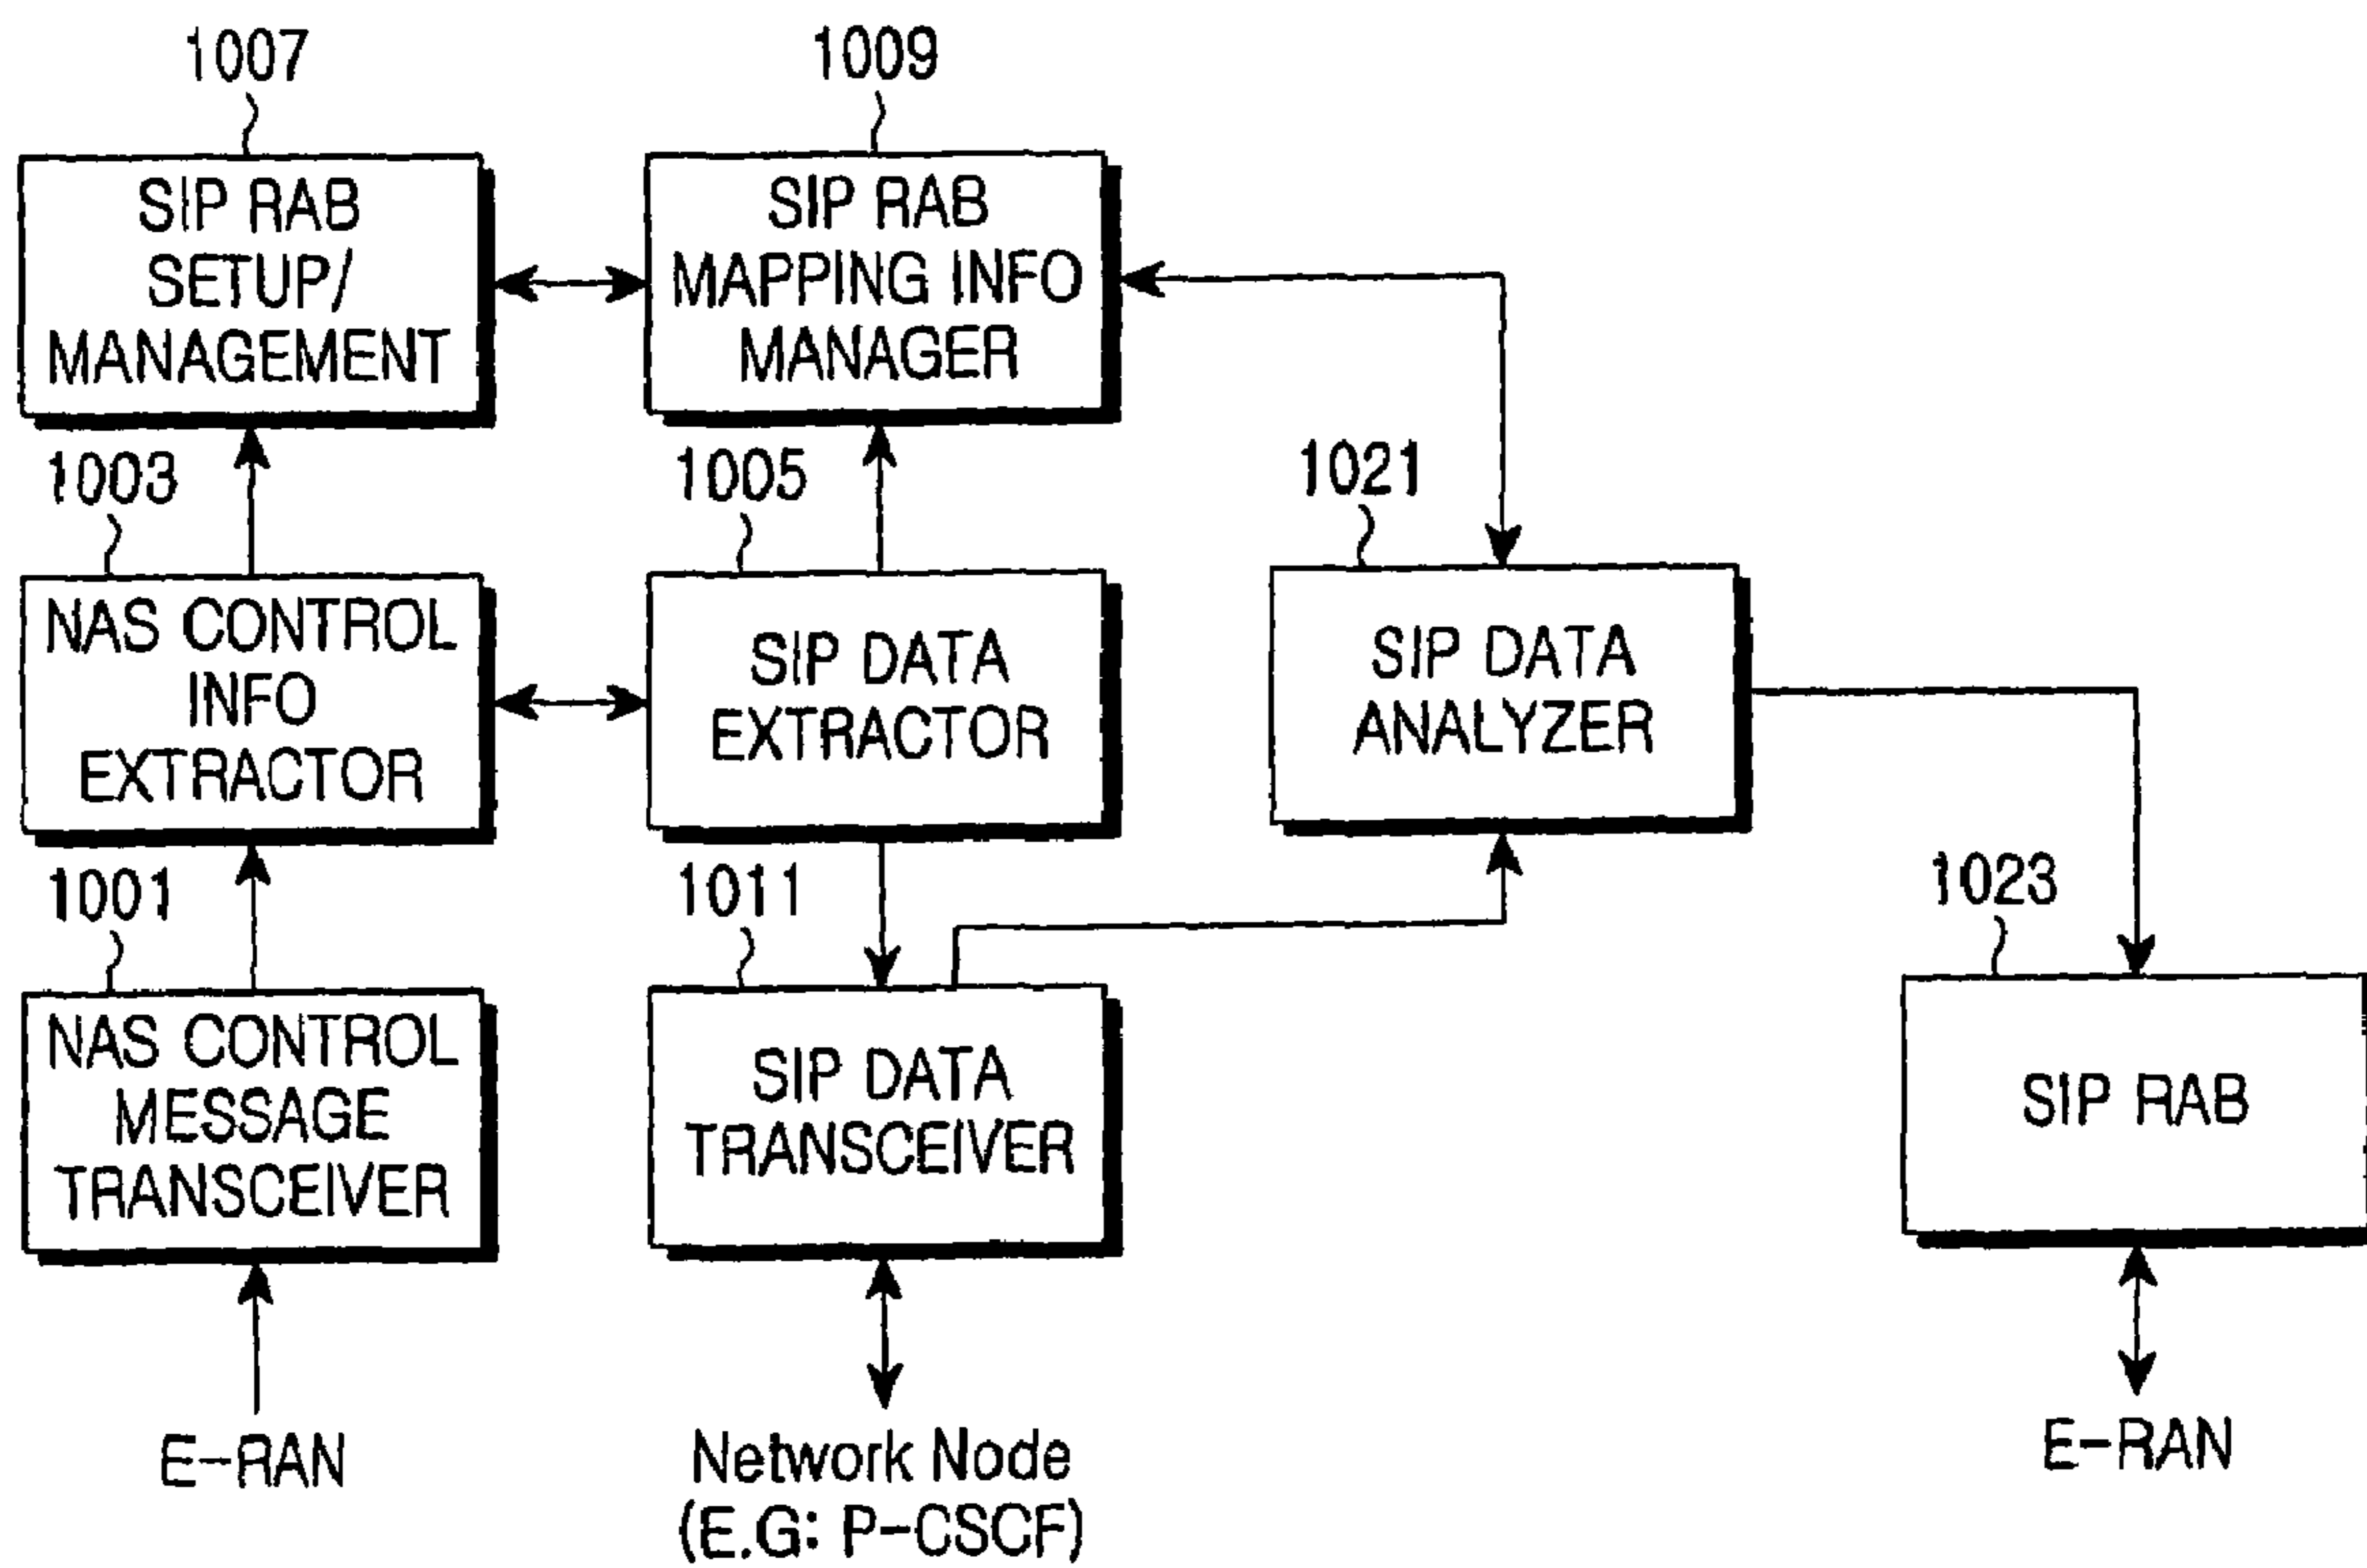 1007
1009
SIP RAB
SETUP/
MANAGEMENT
SIP RAB
MAPPING INFO
MANAGER
1003
1005
1021
NAS CONTROL
INFO
EXTRACTOR
SIP DATA
EXTRACTOR
SIP DATA
ANALYZER
1001
1011
1023
NAS CONTROL
MESSAGE
TRANSCEIVER
SIP DATA
TRANSCEIVER
SIP RAB
E-RAN
Network Node
(E.G: P-CSCF)
E-RAN